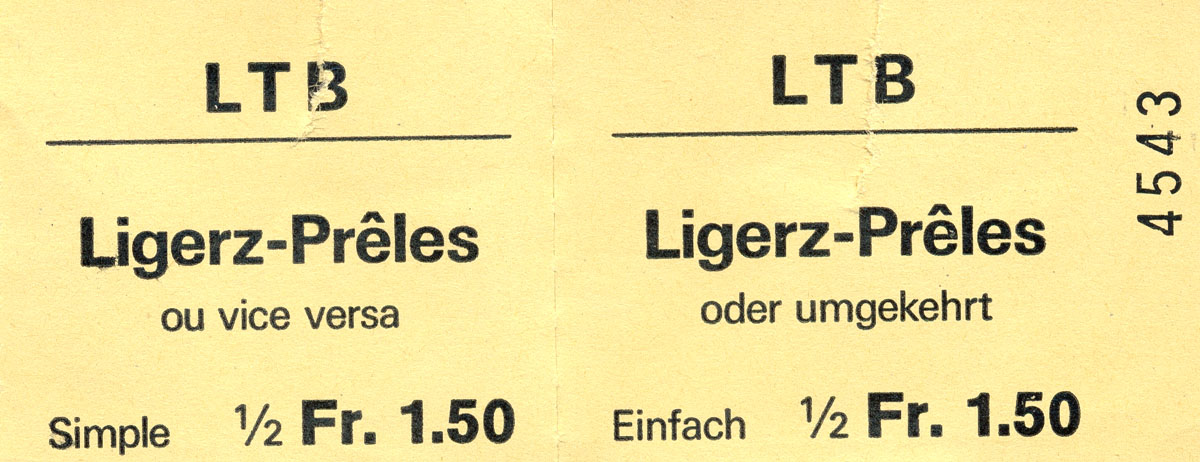 LTB
Ligerz-Prêles
ou vice versa
Simple ½ Fr. 1.50
LTB
Ligerz-Prêles
oder umgekehrt
Einfach ½ Fr. 1.50
4543